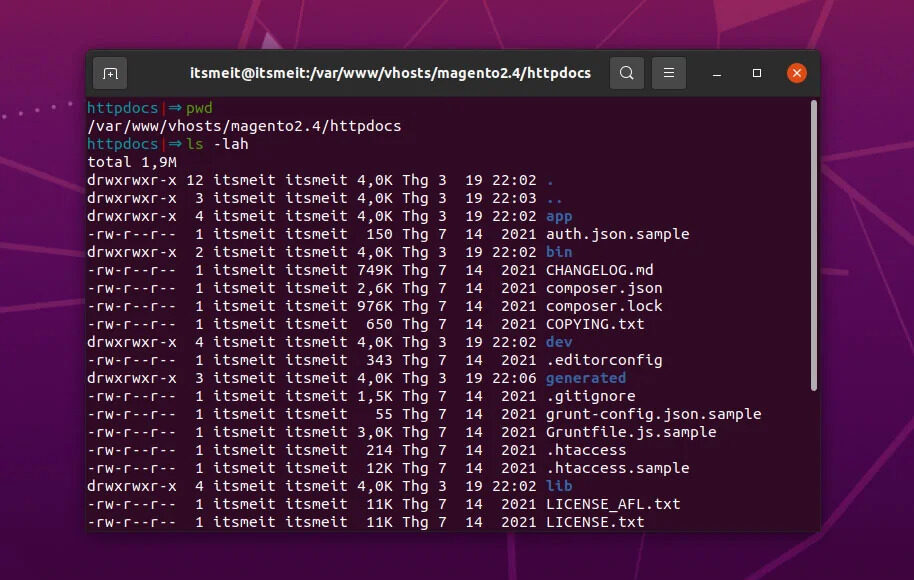 itsmeit@itsmeit:/var/www/vhosts/magento2.4/httpdocs
httpdocs|⇒ pwd
/var/www/vhosts/magento2.4/httpdocs
httpdocs|⇒ ls -lah
total 1,9M
drwxrwxr-x 12 itsmeit itsmeit 4,0K Thg 3  19 22:02 .
drwxrwxr-x  3 itsmeit itsmeit 4,0K Thg 3  19 22:03 ..
drwxrwxr-x  4 itsmeit itsmeit 4,0K Thg 3  19 22:02 app
-rw-r--r--  1 itsmeit itsmeit  150 Thg 7  14  2021 auth.json.sample
drwxrwxr-x  2 itsmeit itsmeit 4,0K Thg 3  19 22:02 bin
-rw-r--r--  1 itsmeit itsmeit 749K Thg 7  14  2021 CHANGELOG.md
-rw-r--r--  1 itsmeit itsmeit 2,6K Thg 7  14  2021 composer.json
-rw-r--r--  1 itsmeit itsmeit 976K Thg 7  14  2021 composer.lock
-rw-r--r--  1 itsmeit itsmeit  650 Thg 7  14  2021 COPYING.txt
drwxrwxr-x  4 itsmeit itsmeit 4,0K Thg 3  19 22:02 dev
-rw-r--r--  1 itsmeit itsmeit  343 Thg 7  14  2021 .editorconfig
drwxrwxr-x  3 itsmeit itsmeit 4,0K Thg 3  19 22:06 generated
-rw-r--r--  1 itsmeit itsmeit 1,5K Thg 7  14  2021 .gitignore
-rw-r--r--  1 itsmeit itsmeit   55 Thg 7  14  2021 grunt-config.json.sample
-rw-r--r--  1 itsmeit itsmeit 3,0K Thg 7  14  2021 Gruntfile.js.sample
-rw-r--r--  1 itsmeit itsmeit  214 Thg 7  14  2021 .htaccess
-rw-r--r--  1 itsmeit itsmeit  12K Thg 7  14  2021 .htaccess.sample
drwxrwxr-x  4 itsmeit itsmeit 4,0K Thg 3  19 22:02 lib
-rw-r--r--  1 itsmeit itsmeit  11K Thg 7  14  2021 LICENSE_AFL.txt
-rw-r--r--  1 itsmeit itsmeit  11K Thg 7  14  2021 LICENSE.txt